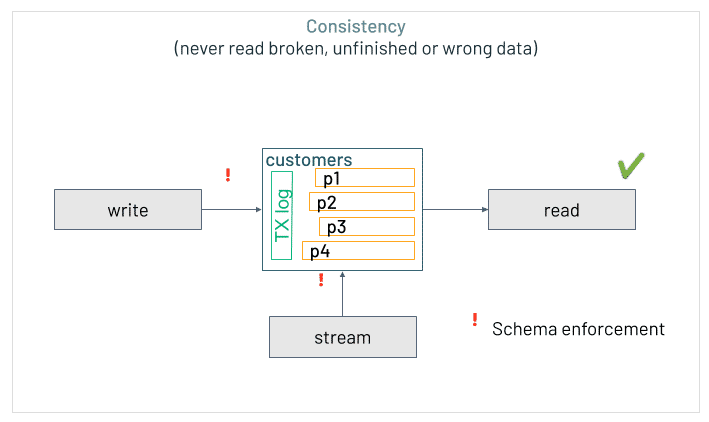 Consistency
(never read broken, unfinished or wrong data)
customers
TX log
p1
p2
p3
p4
write
read
stream
Schema enforcement